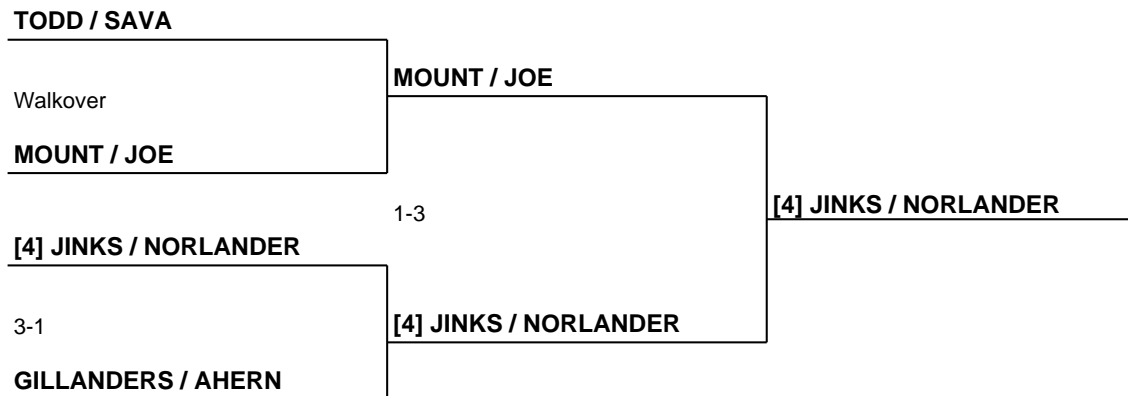 TODD / SAVA
Walkover
MOUNT / JOE
[4] JINKS / NORLANDER
3-1
GILLANDERS / AHERN
MOUNT / JOE
1-3
[4] JINKS / NORLANDER
[4] JINKS / NORLANDER